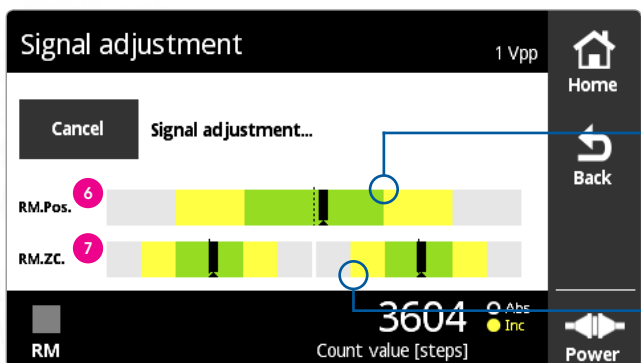 Signal adjustment
1 Vpp
Home
Cancel
Signal adjustment...
Back
RM.Pos.
6
RM.ZC.
7
3604
Abs
Inc
RM
Count value [steps]
Power